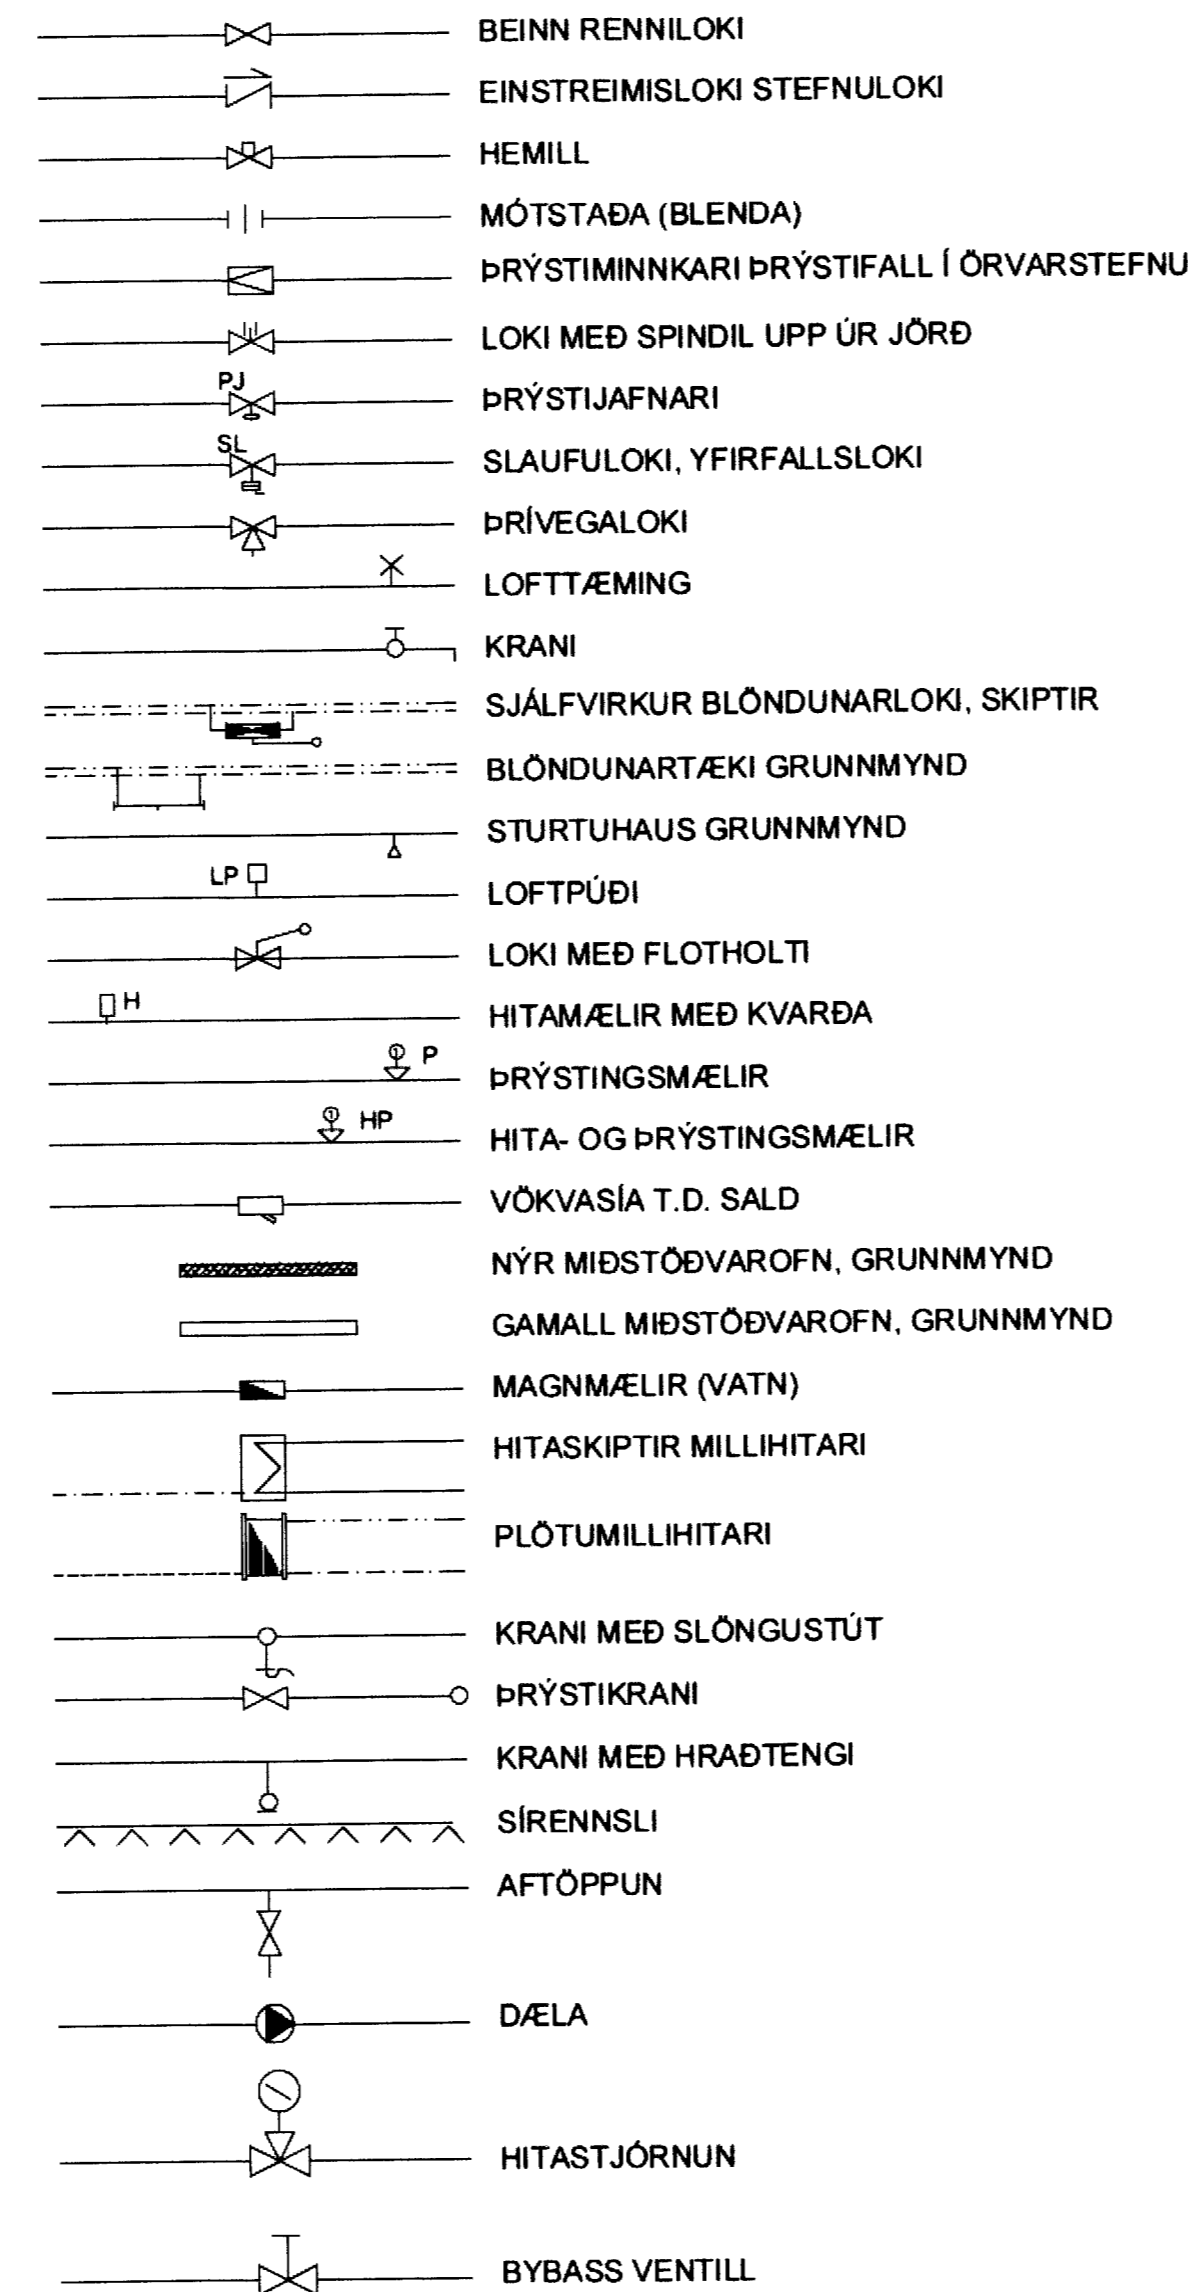 BEINN RENNILOKI
EINSTREIMISLOKI STEFNULOKI
HEMILL
MÓTSTAÐA (BLENDA)
ÞRÝSTIMINNKARI ÞRÝSTIFALL Í ÖRVARSTEFNU
LOKI MEÐ SPINDIL UPP ÚR JÖRÐ
PJ ÞRÝSTIJAFNARI
SL SLAUFULOKI, YFIRFALLSLOKI
ÞRÍVEGALOKI
LOFTTÆMING
KRANI
SJÁLFVIRKUR BLÖNDUNARLOKI, SKIPTIR
BLÖNDUNARTÆKI GRUNNMYND
STURTUHAUS GRUNNMYND
LP LOFTPÚÐI
LOKI MEÐ FLOTHOLTI
H HITAMÆLIR MEÐ KVARÐA
P ÞRÝSTINGSMÆLIR
HP HITA- OG ÞRÝSTINGSMÆLIR
VÖKVASÍA T.D. SALD
NÝR MIÐSTÖÐVAROFN, GRUNNMYND
GAMALL MIÐSTÖÐVAROFN, GRUNNMYND
MAGNMÆLIR (VATN)
HITASKIPTIR MILLIHITARI
PLÖTUMILLIHITARI
KRANI MEÐ SLÖNGUSTÚT
ÞRÝSTIKRANI
KRANI MEÐ HRAÐTENGI
SÍRENNSLI
AFTÖPPUN
DÆLA
HITASTJÓRNUN
BYBASS VENTILL